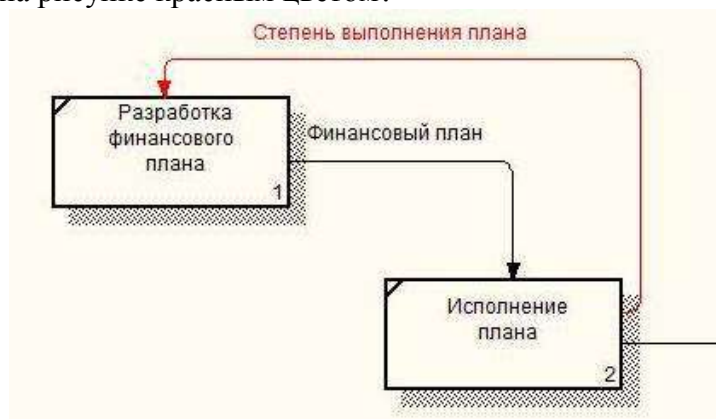 на рисунке красным цветом?
Степень выполнения плана
Разработка
финансового
плана
1
Финансовый план
Исполнение
плана
2